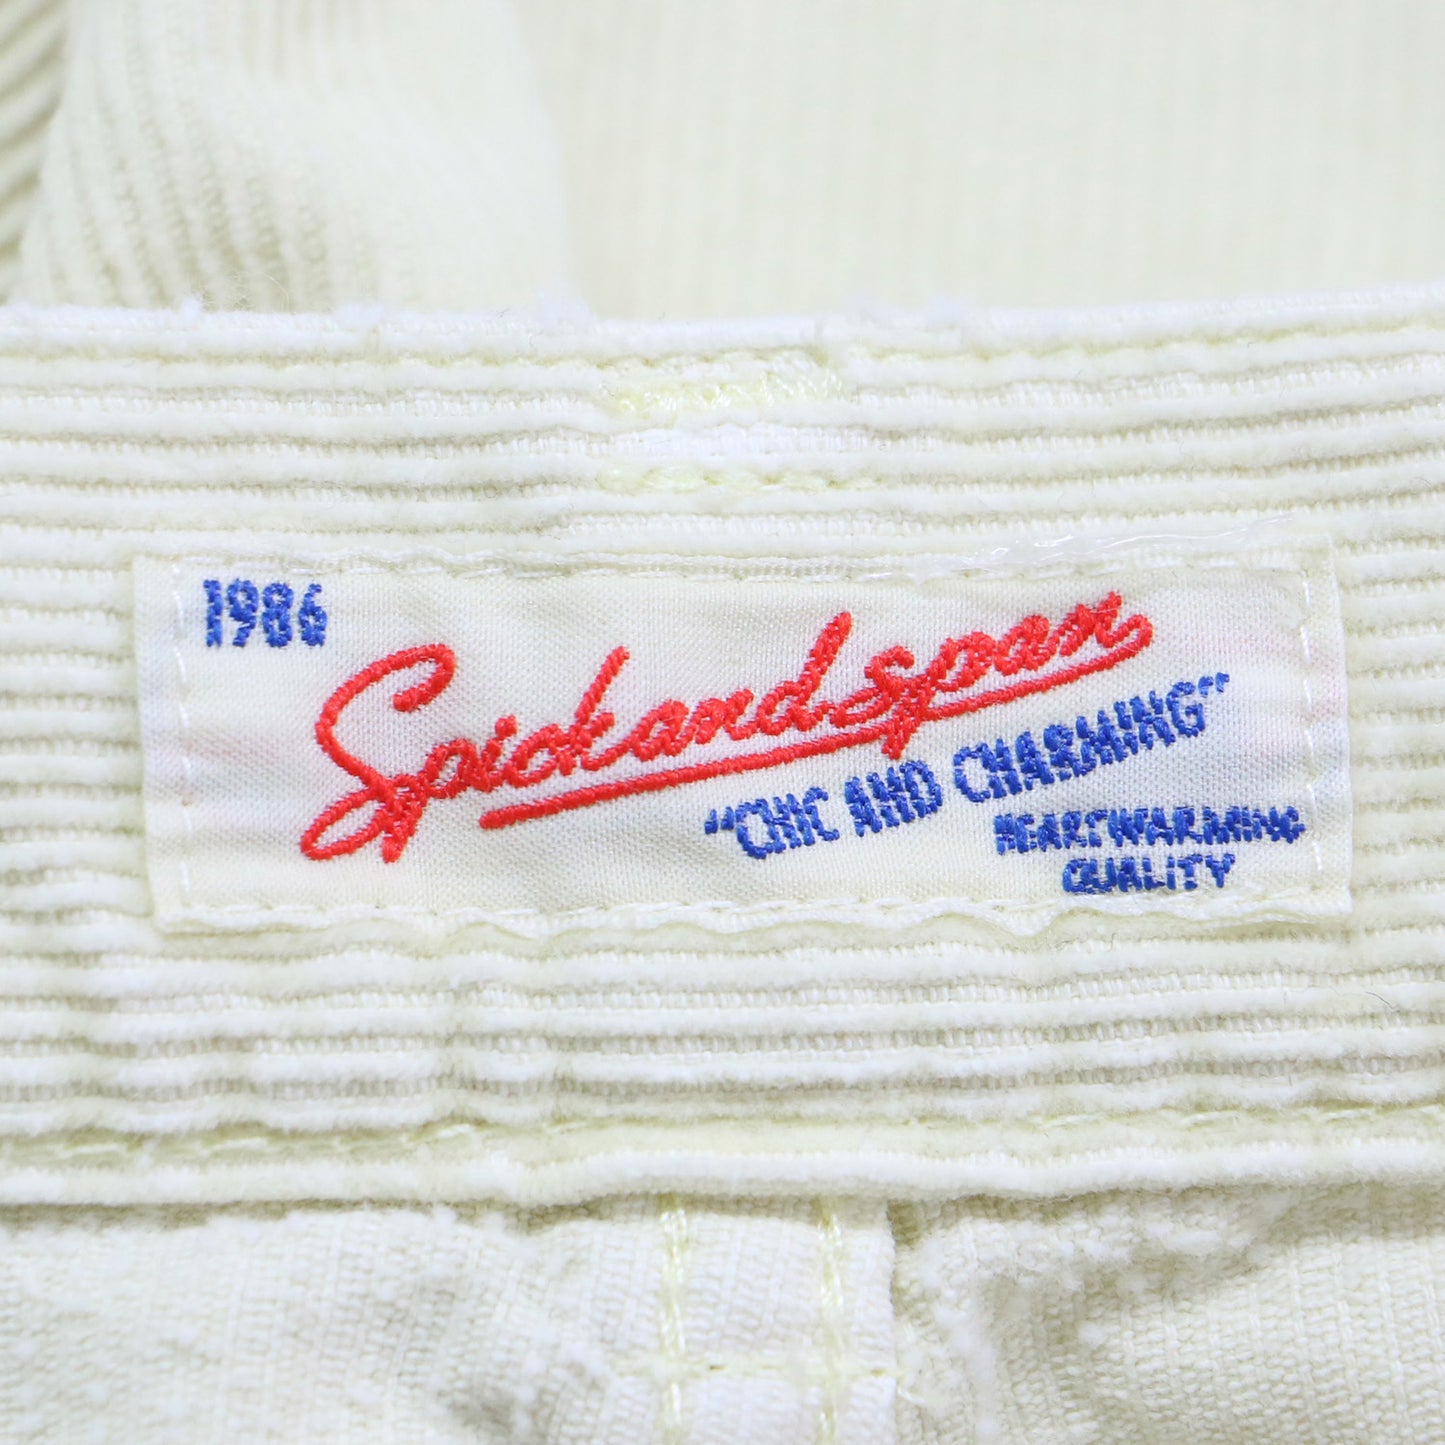 1986
Spickandspan
"CHIC AND CHARMING"
HEARTWARMING
QUALITY